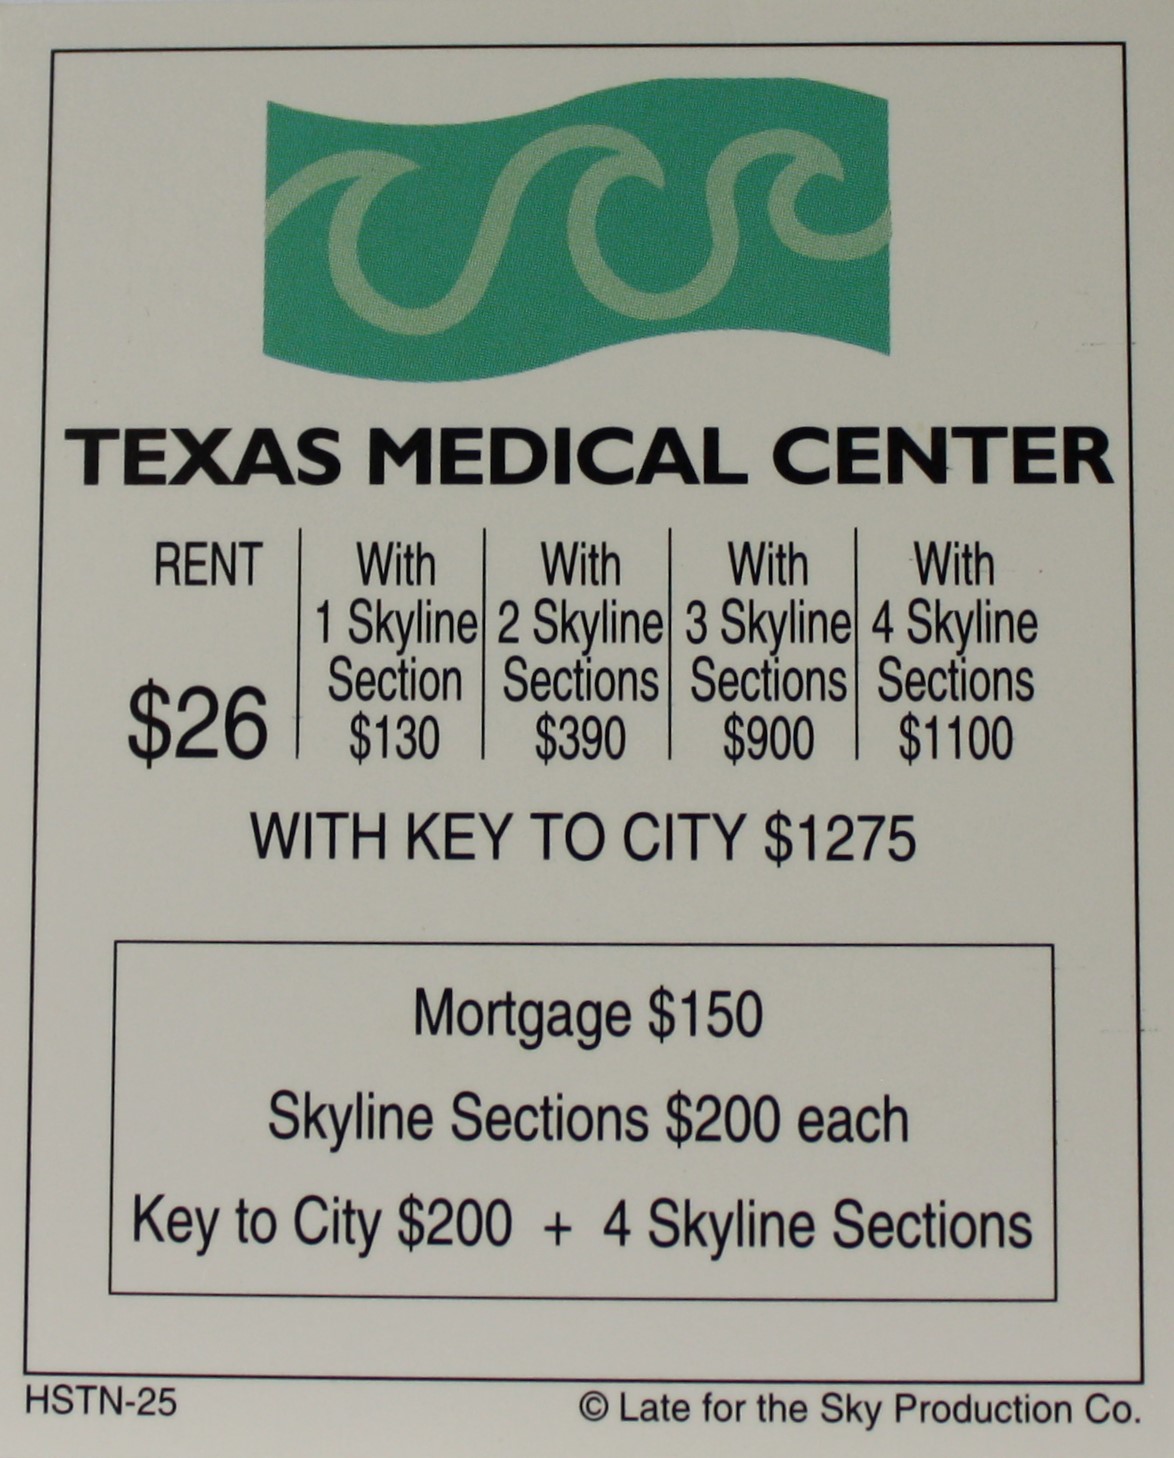 TEXAS MEDICAL CENTER
RENT
$26
With
1 Skyline
Section
$130
With
2 Skyline
Sections
$390
With
3 Skyline
Sections
$900
With
4 Skyline
Sections
$1100
WITH KEY TO CITY $1275
Mortgage $150
Skyline Sections $200 each
Key to City $200 + 4 Skyline Sections
HSTN-25
© Late for the Sky Production Co.